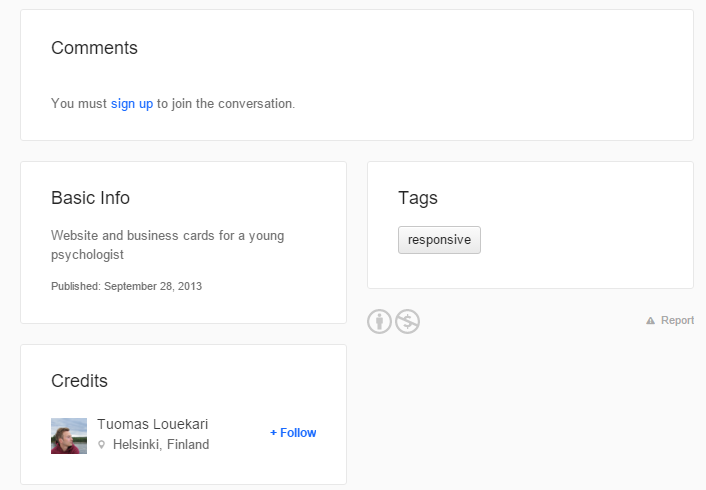 Comments
You must sign up to join the conversation.
Basic Info
Website and business cards for a young
psychologist
Published: September 28, 2013
Tags
responsive
Report
Credits
Tuomas Louekari
Helsinki, Finland
+ Follow